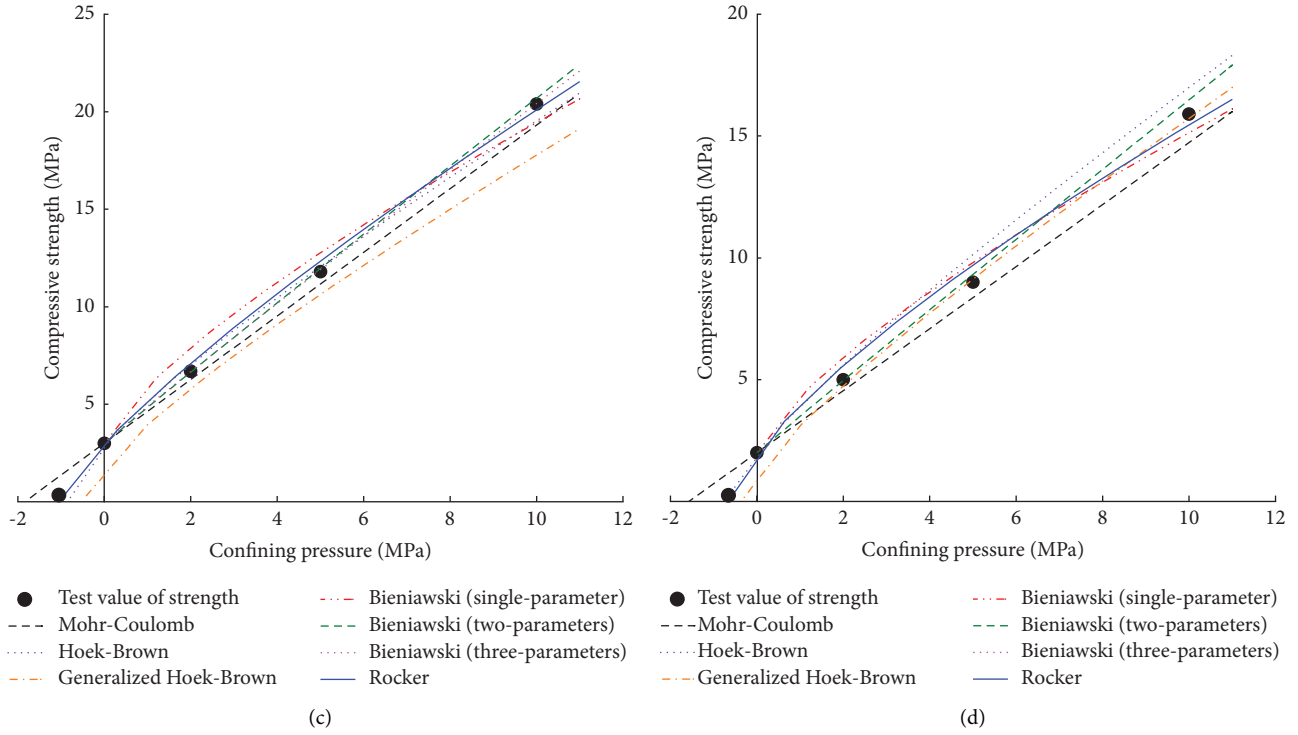 25
20
15
10
5
Compressive strength (MPa)
-2 0 2 4 6 8 10 12
Confining pressure (MPa)
Test value of strength
Mohr-Coulomb
Hoek-Brown
Generalized Hoek-Brown
Bieniawski (single-parameter)
Bieniawski (two-parameters)
Bieniawski (three-parameters)
Rocker
(c)
20
15
10
5
Compressive strength (MPa)
-2 0 2 4 6 8 10 12
Confining pressure (MPa)
Test value of strength
Mohr-Coulomb
Hoek-Brown
Generalized Hoek-Brown
Bieniawski (single-parameter)
Bieniawski (two-parameters)
Bieniawski (three-parameters)
Rocker
(d)